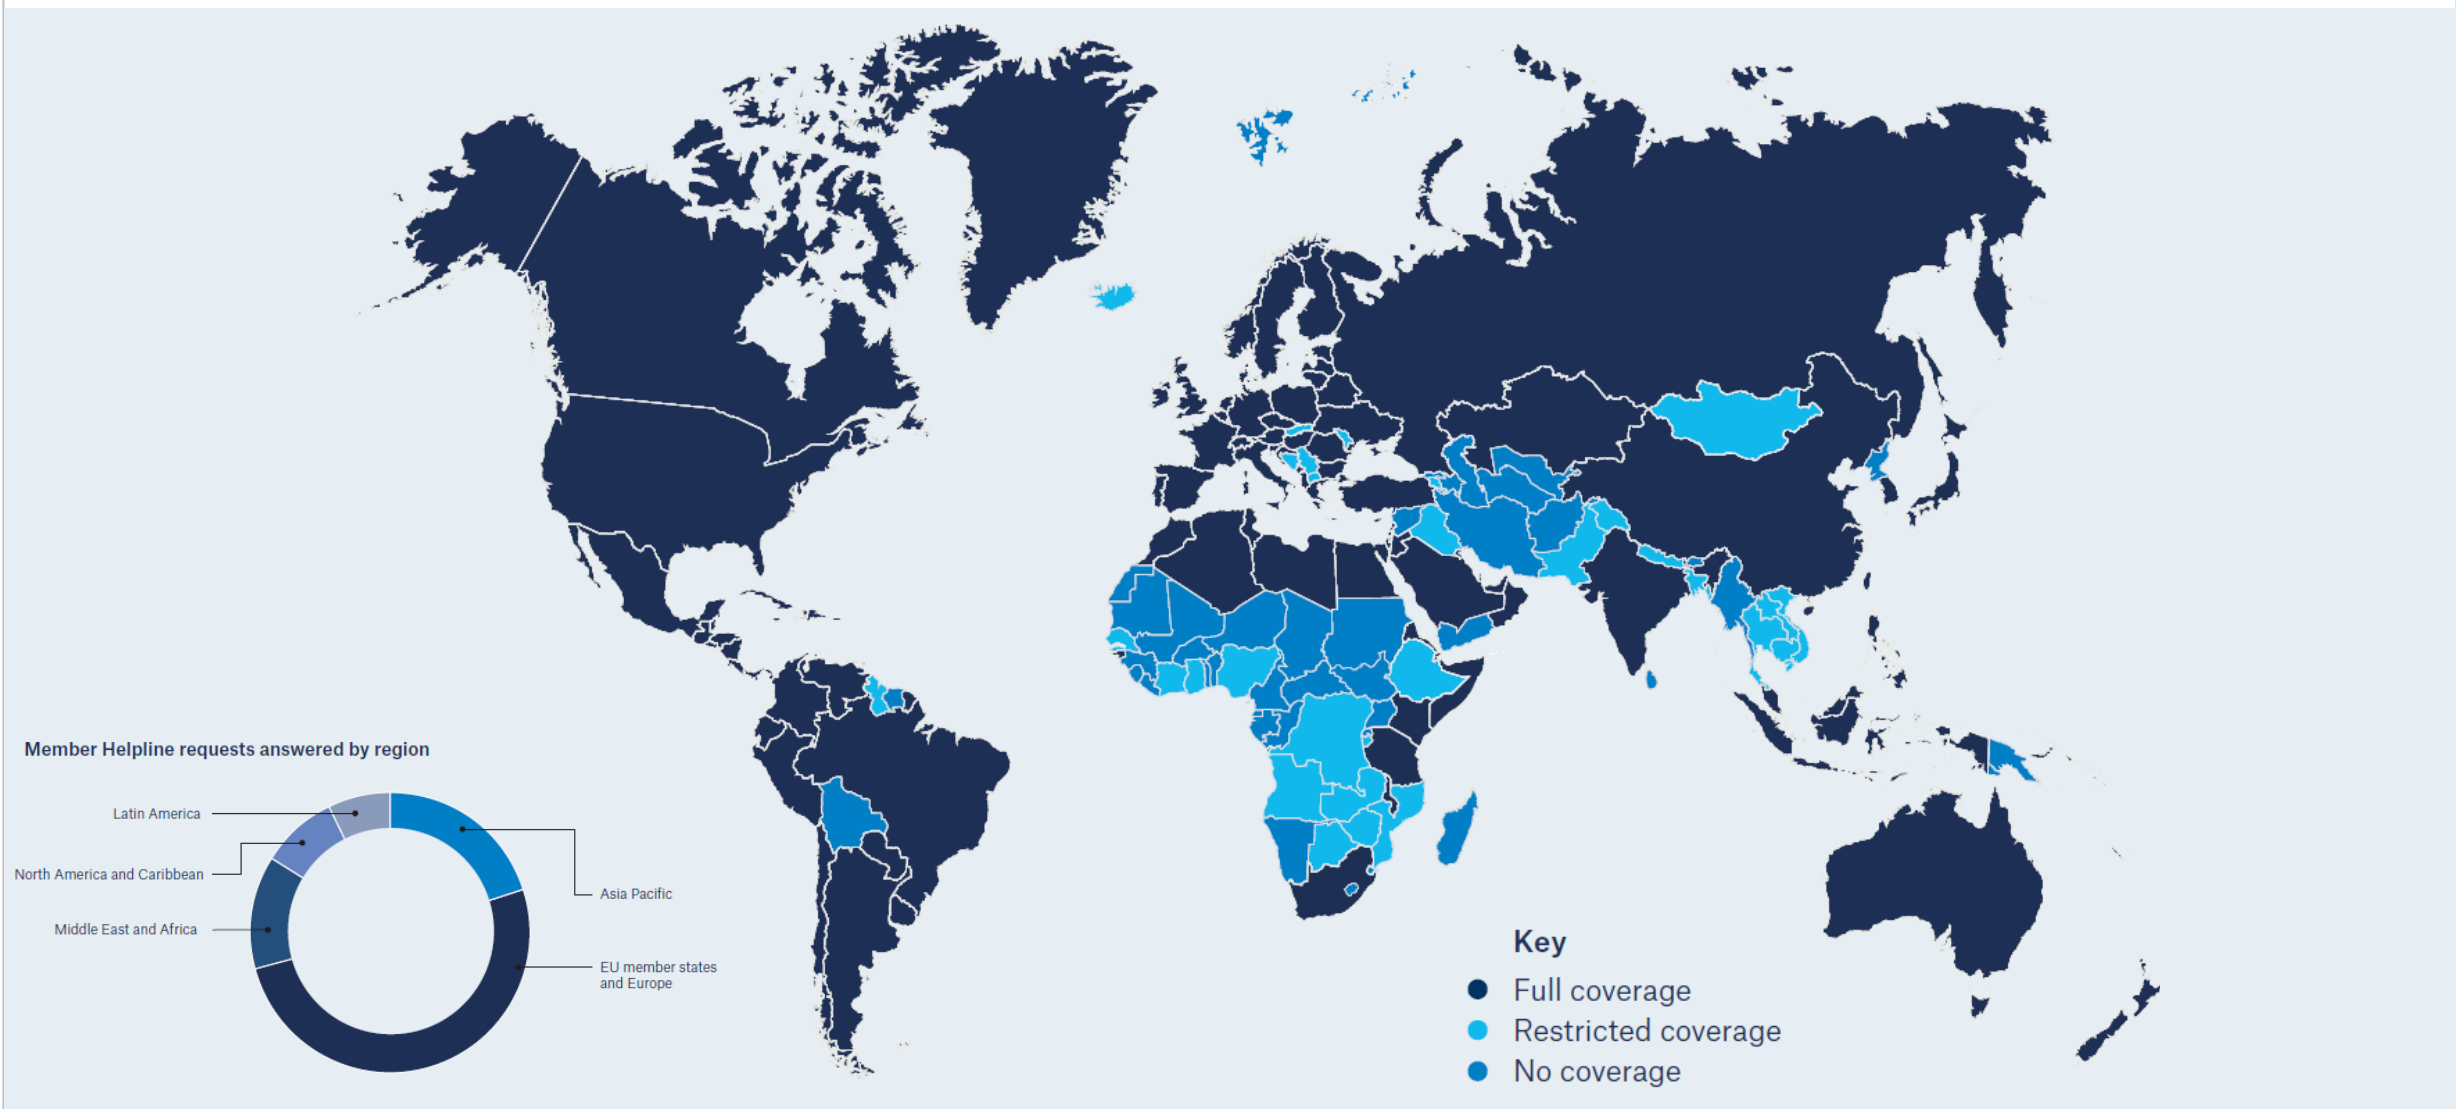 Member Helpline requests answered by region
Latin America
North America and Caribbean
Middle East and Africa
Asia Pacific
EU member states
and Europe
Key
Full coverage
Restricted coverage
No coverage